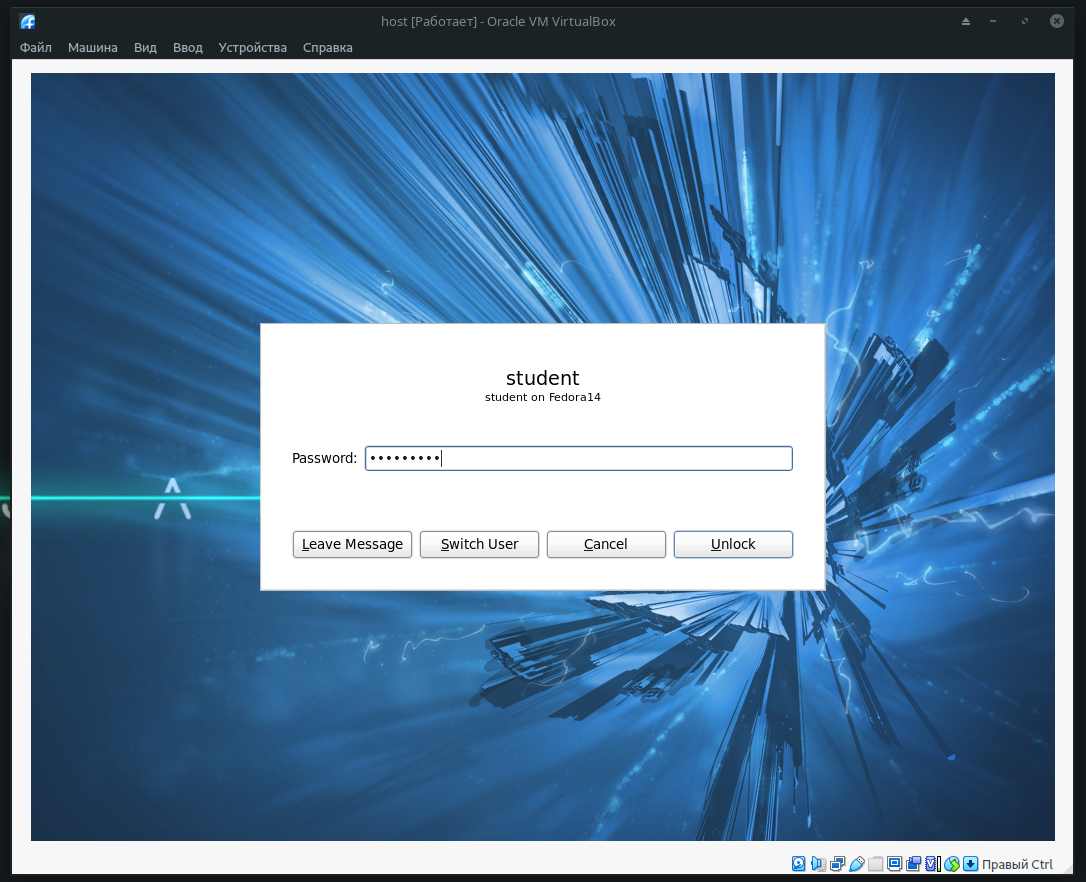 host [Работает] - Oracle VM VirtualBox
Файл Машина Вид Ввод Устройства Справка
student
student on Fedora14
Password: •••••••••
Leave Message Switch User Cancel Unlock
Правый Ctrl